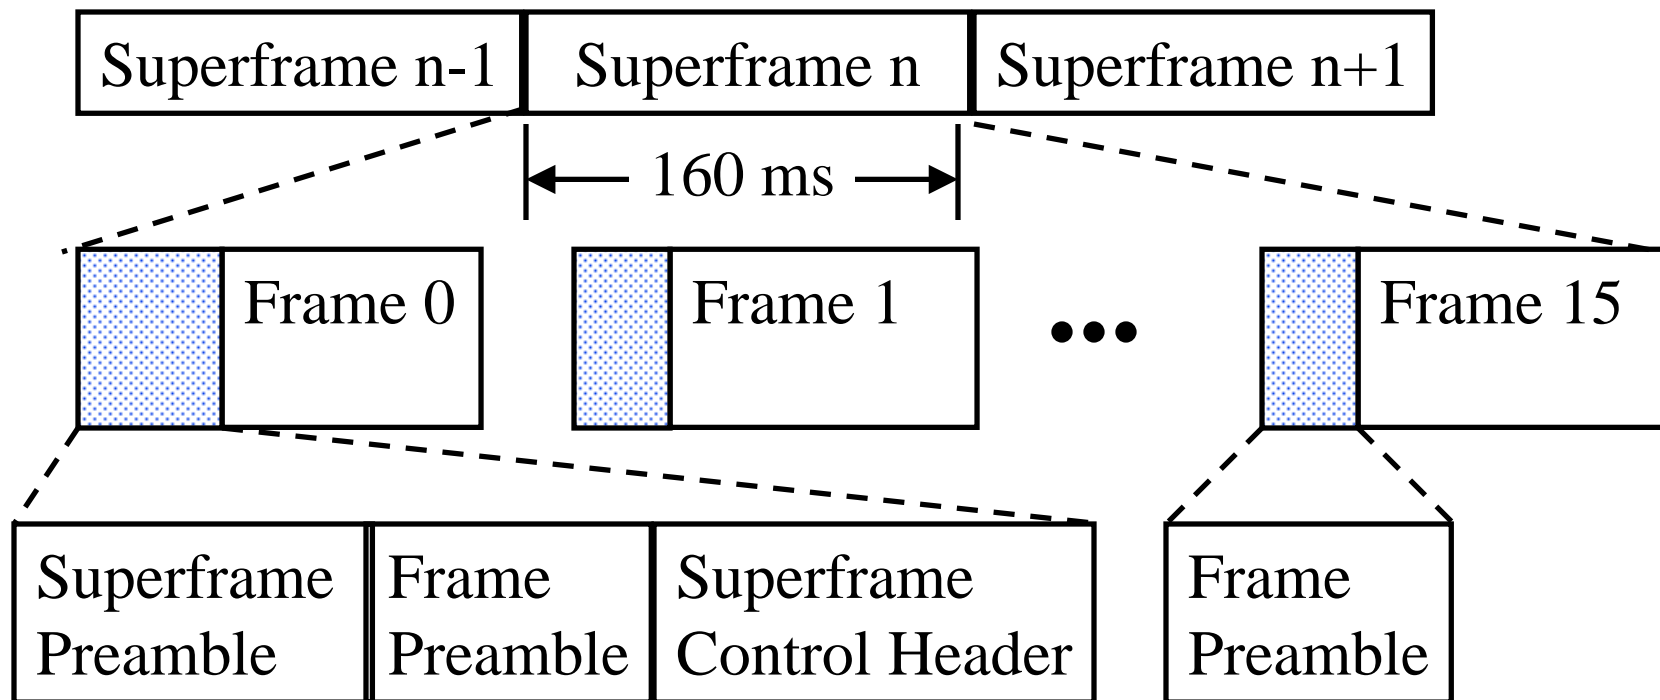 Superframe n-1 Superframe n Superframe n+1
160 ms
Frame 0 Frame 1 Frame 15
Superframe Preamble
Frame Preamble
Superframe Control Header
Frame Preamble